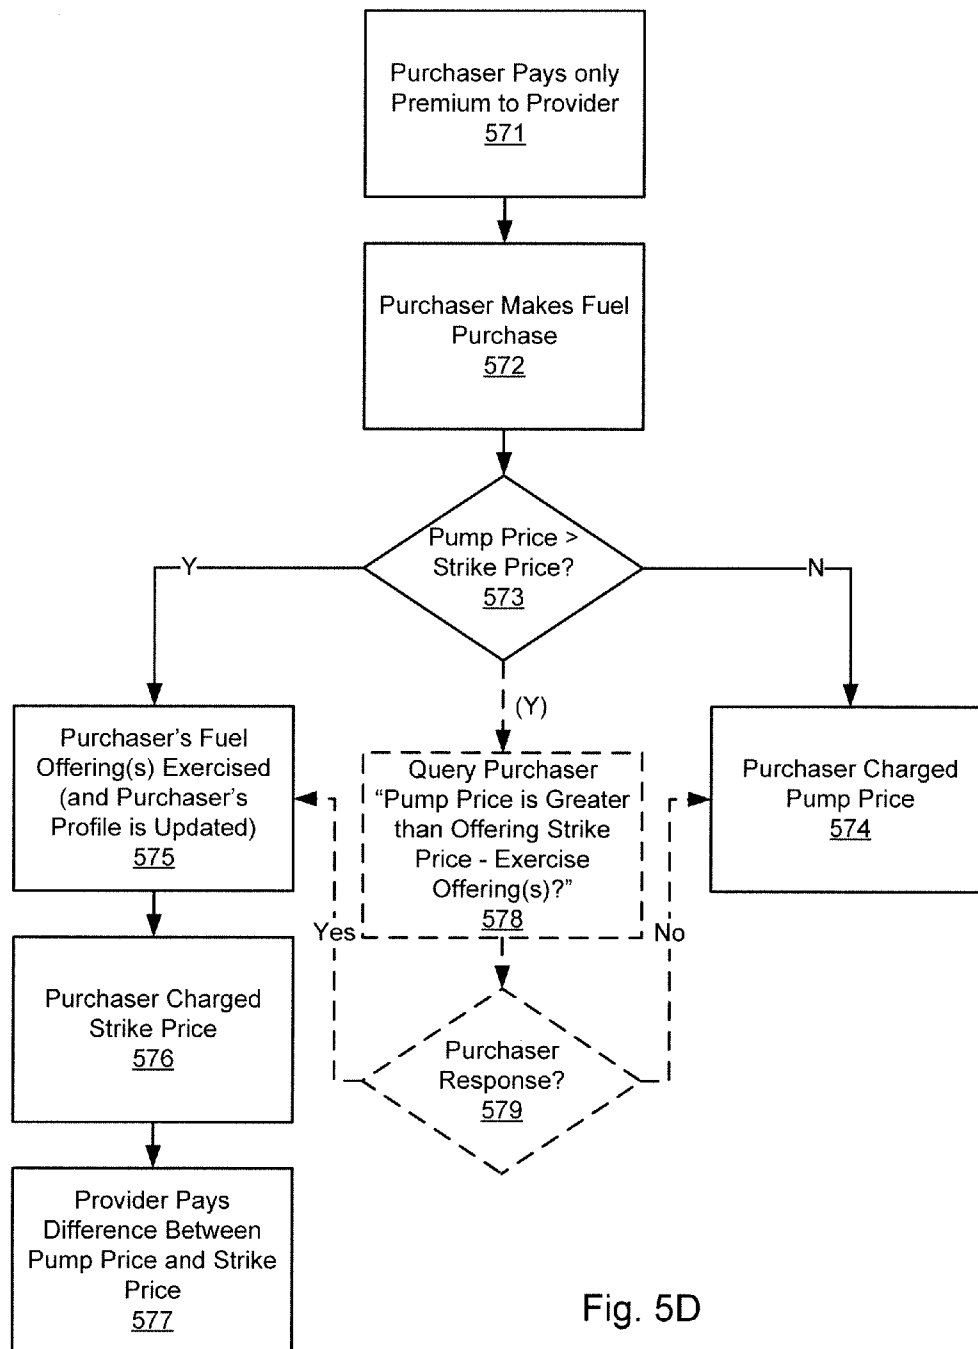 Purchaser Pays only
Premium to Provider
571
Purchaser Makes Fuel
Purchase
572
Pump Price >
Strike Price?
573
Y
N
(Y)
Purchaser's Fuel
Offering(s) Exercised
(and Purchaser's
Profile is Updated)
575
Query Purchaser
“Pump Price is Greater
than Offering Strike
Price - Exercise
Offering(s)?”
578
Purchaser Charged
Pump Price
574
Yes
No
Purchaser Charged
Strike Price
576
Purchaser
Response?
579
Provider Pays
Difference Between
Pump Price and Strike
Price
577
Fig. 5D